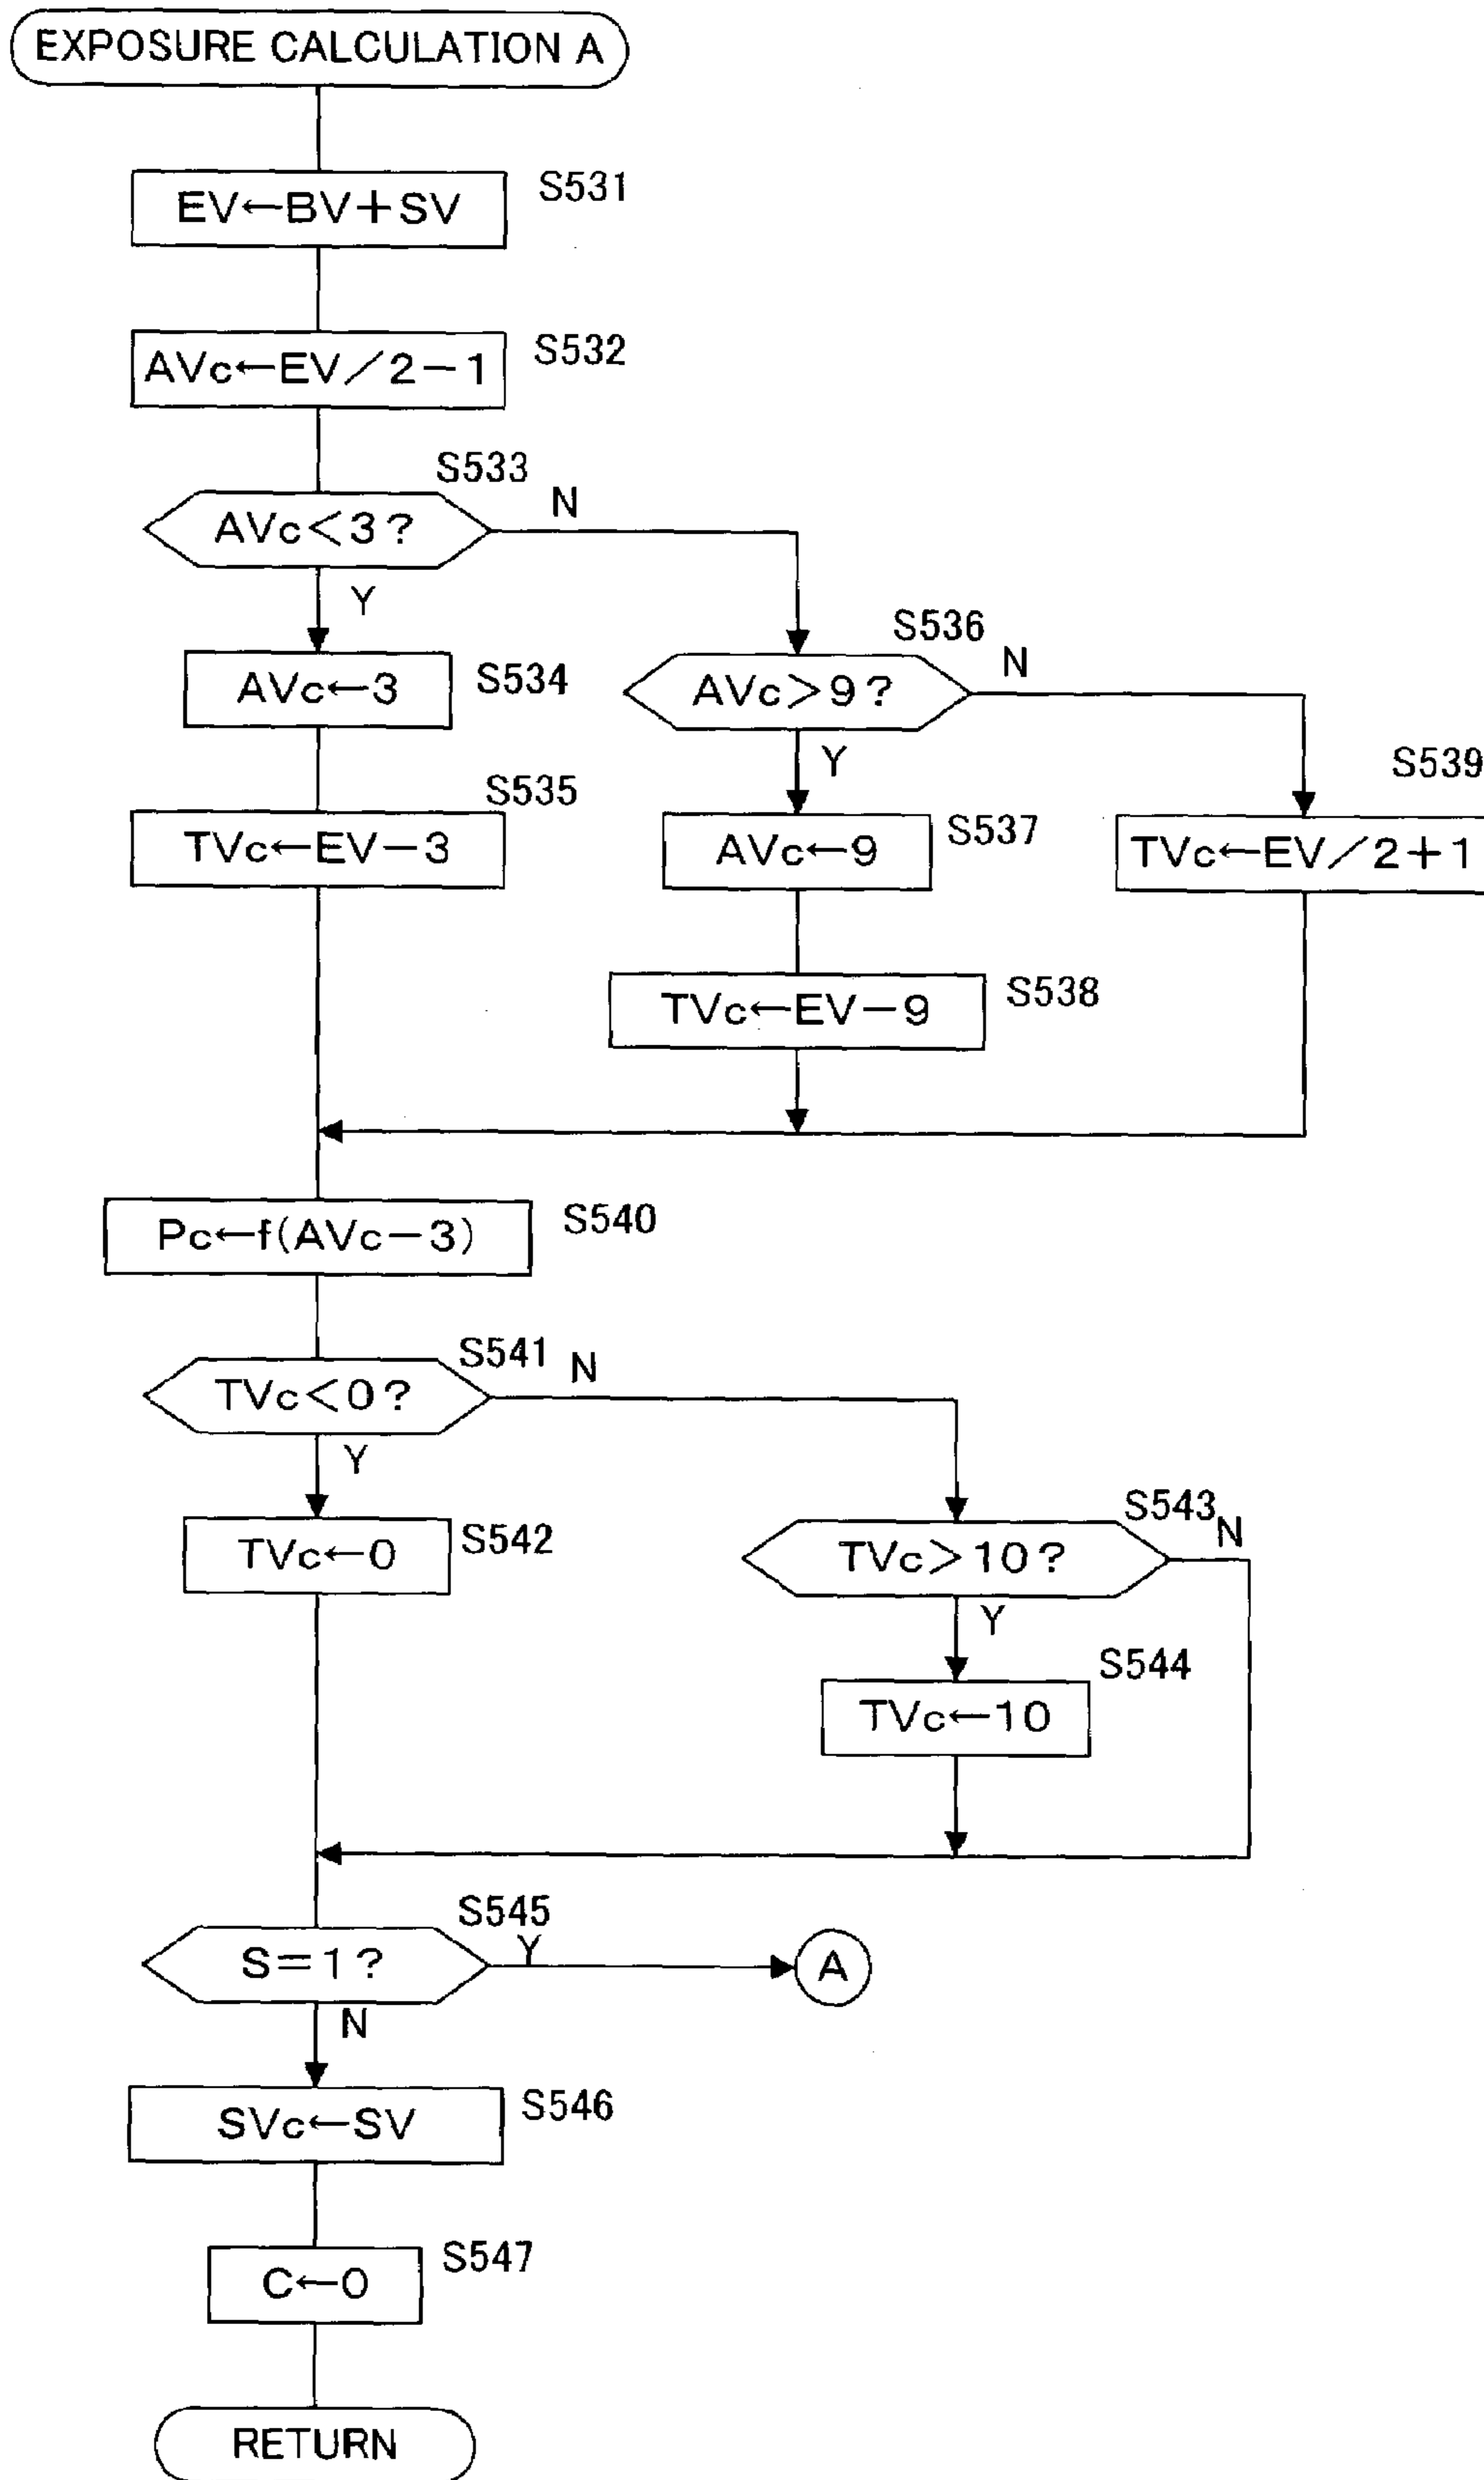 EXPOSURE CALCULATION A
EV←BV+SV
S531
AVc←EV/2-1
S532
S533
AVc<3?
N
Y
AVc←3
S534
S536
AVc>9?
N
Y
S535
TVc←EV-3
AVc←9
S537
S539
TVc←EV/2+1
TVc←EV-9
S538
Pc←f(AVc-3)
S540
S541
TVc<0?
N
Y
TVc←0
S542
S543
TVc>10?
N
Y
S544
TVc←10
S545
S=1?
Y
A
N
SVc←SV
S546
C←0
S547
RETURN